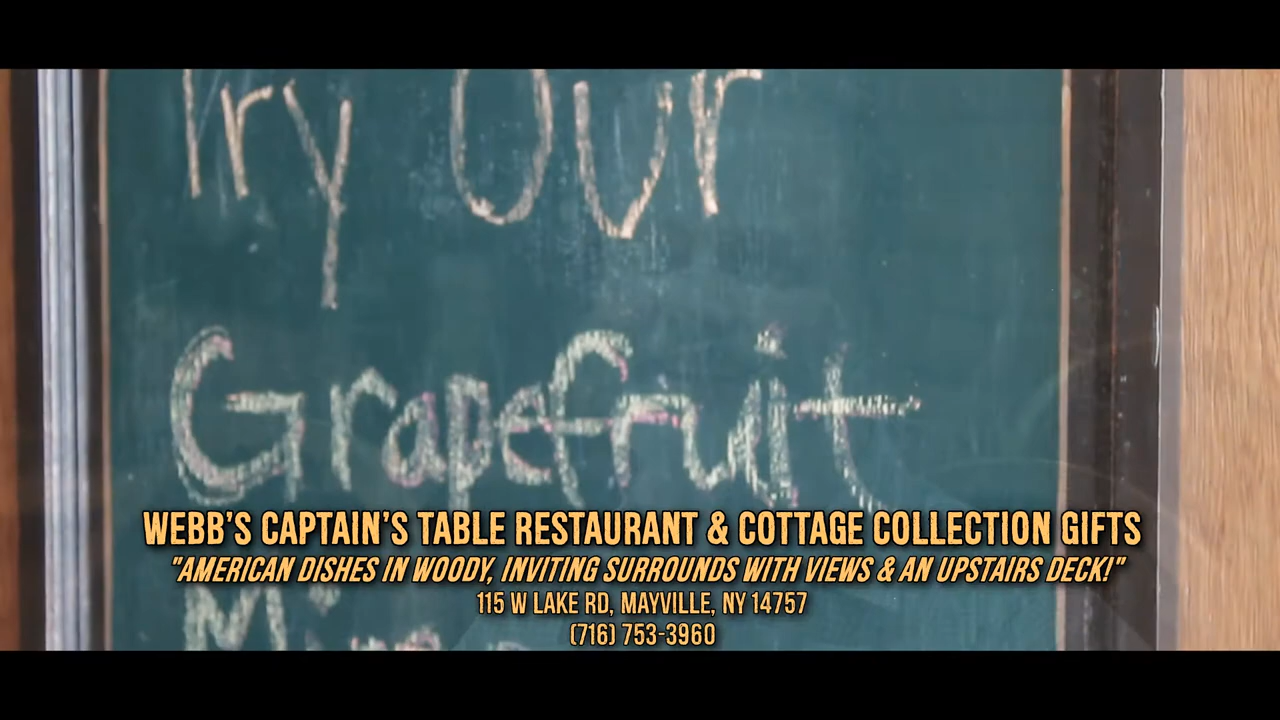 Try Our
Grapefruit
WEBB'S CAPTAIN'S TABLE RESTAURANT & COTTAGE COLLECTION GIFTS
"AMERICAN DISHES IN WOODY, INVITING SURROUNDS WITH VIEWS & AN UPSTAIRS DECK!"
115 W LAKE RD, MAYVILLE, NY 14757
(716) 753-3960